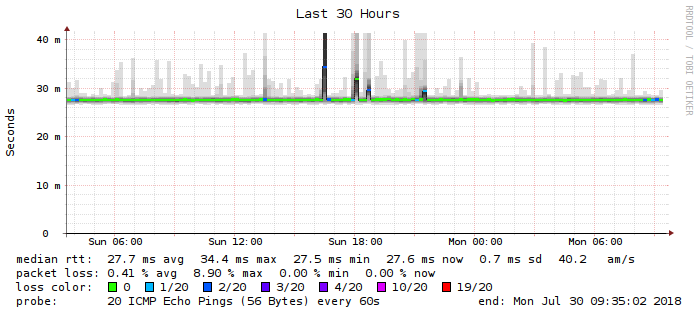 Last 30 Hours
RRDTOOL / TOBI OETIKER
Seconds
40 m
30 m
20 m
10 m
0
Sun 06:00 Sun 12:00 Sun 18:00 Mon 00:00 Mon 06:00
median rtt: 27.7 ms avg 34.4 ms max 27.5 ms min 27.6 ms now 0.7 ms sd 40.2 am/s
packet loss: 0.41 % avg 8.90 % max 0.00 % min 0.00 % now
loss color: 0 1/20 2/20 3/20 4/20 10/20 19/20
probe: 20 ICMP Echo Pings (56 Bytes) every 60s end: Mon Jul 30 09:35:02 2018